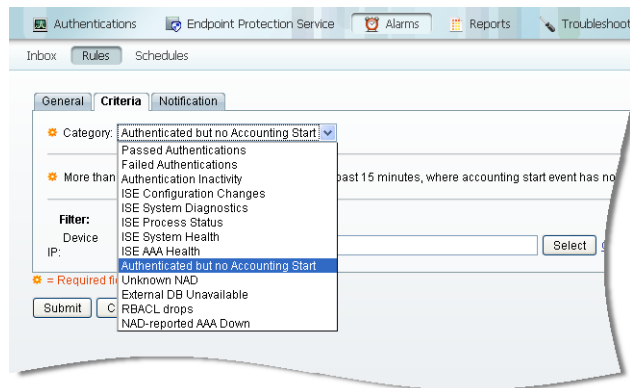 Authentications Endpoint Protection Service Alarms Reports Troubleshoot
Inbox Rules Schedules
General Criteria Notification
Category: Authenticated but no Accounting Start
Passed Authentications
Failed Authentications
Authentication Inactivity
More than past 15 minutes, where accounting start event has no
ISE Configuration Changes
ISE System Diagnostics
Filter:
ISE Process Status
Device
IP:
ISE System Health
Select
ISE AAA Health
Authenticated but no Accounting Start
= Required fi
Unknown NAD
External DB Unavailable
Submit C
RBACL drops
NAD-reported AAA Down